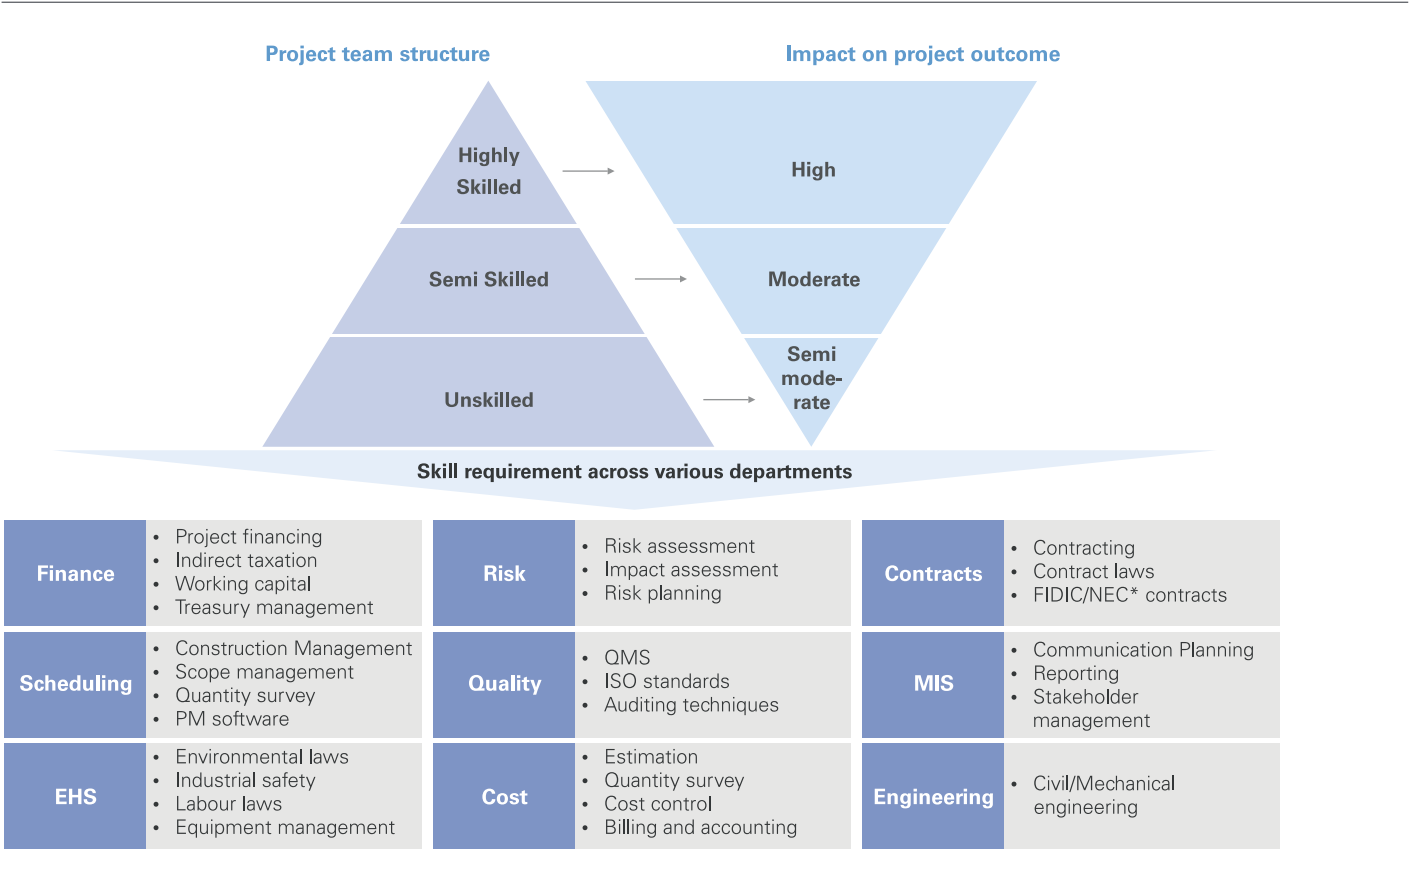 Project team structure
Impact on project outcome
Highly
Skilled
High
Semi Skilled
Moderate
Unskilled
Semi
mode-
rate
Skill requirement across various departments
Finance
• Project financing
• Indirect taxation
• Working capital
• Treasury management
Risk
• Risk assessment
• Impact assessment
• Risk planning
Contracts
• Contracting
• Contract laws
• FIDIC/NEC* contracts
Scheduling
• Construction Management
• Scope management
• Quantity survey
• PM software
Quality
• QMS
• ISO standards
• Auditing techniques
MIS
• Communication Planning
• Reporting
• Stakeholder
management
EHS
• Environmental laws
• Industrial safety
• Labour laws
• Equipment management
Cost
• Estimation
• Quantity survey
• Cost control
• Billing and accounting
Engineering
• Civil/Mechanical
engineering